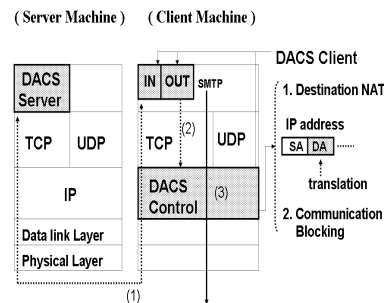 ( Server Machine )
( Client Machine )
DACS Server
IN
OUT
SMTP
DACS Client
1. Destination NAT
IP address
SA
DA
translation
2. Communication Blocking
TCP
UDP
(2)
TCP
UDP
DACS Control
(3)
IP
Data link Layer
Physical Layer
(1)